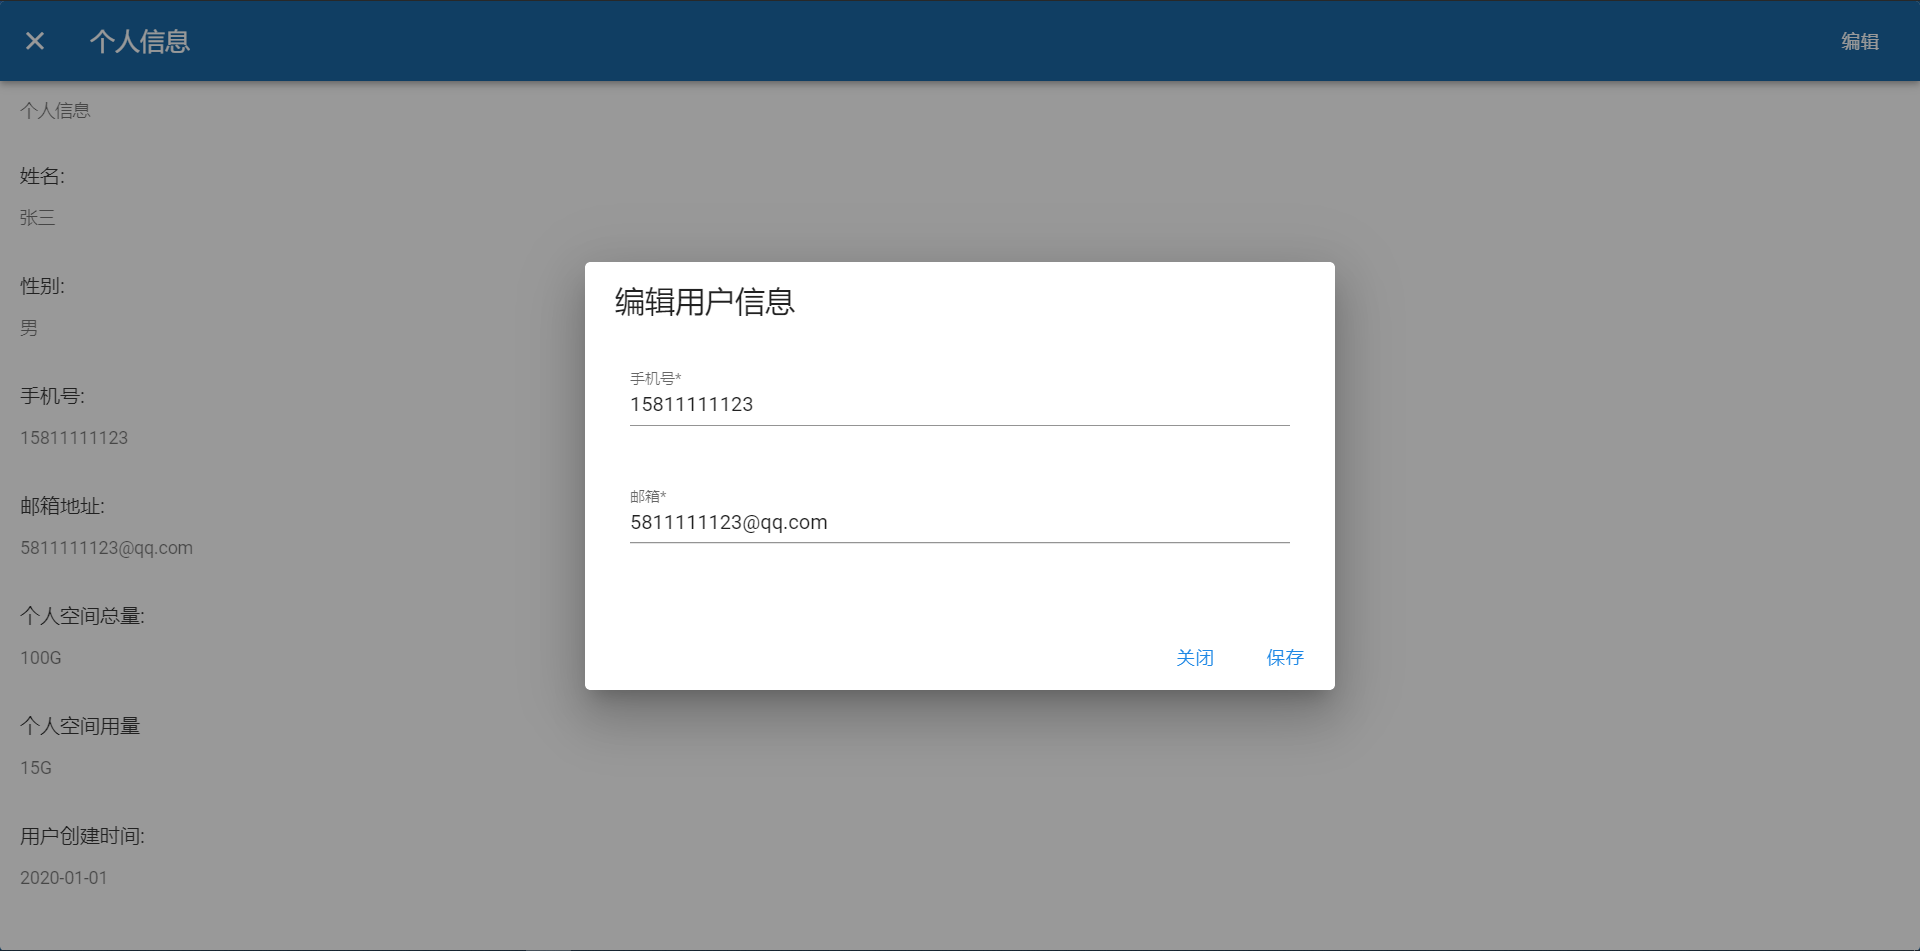 个人信息
编辑
个人信息
姓名:
张三
性别:
男
手机号:
15811111123
邮箱地址:
5811111123@qq.com
个人空间总量:
100G
个人空间用量
15G
用户创建时间:
2020-01-01
编辑用户信息
手机号*
15811111123
邮箱*
5811111123@qq.com
关闭 保存